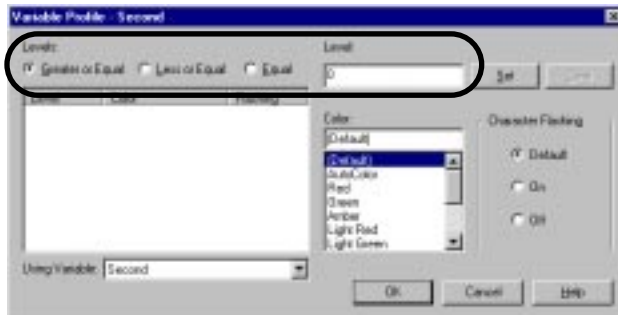 Variable Profile - Second
Levels: Level:
Greater or Equal Less or Equal Equal 0 Set
Level Color Flashing
Color: Character Flashing
(Default)
(Default) Default
AutoColor
Red On
Green
Amber Off
Light Red
Light Green
Using Variable: Second
OK Cancel Help